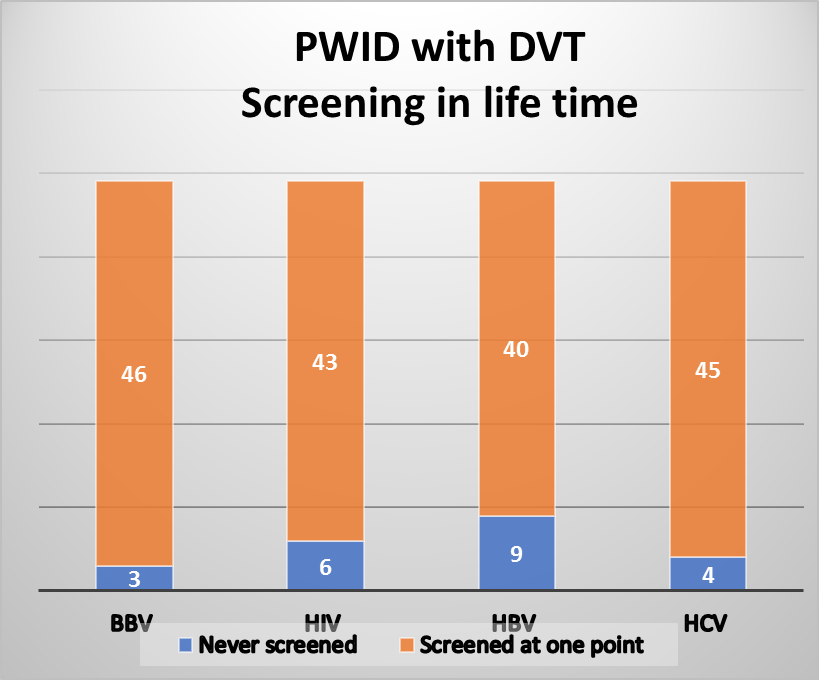 PWID with DVT
Screening in life time
46
43
40
45
3
6
9
4
BBV
HIV
HBV
HCV
Never screened
Screened at one point